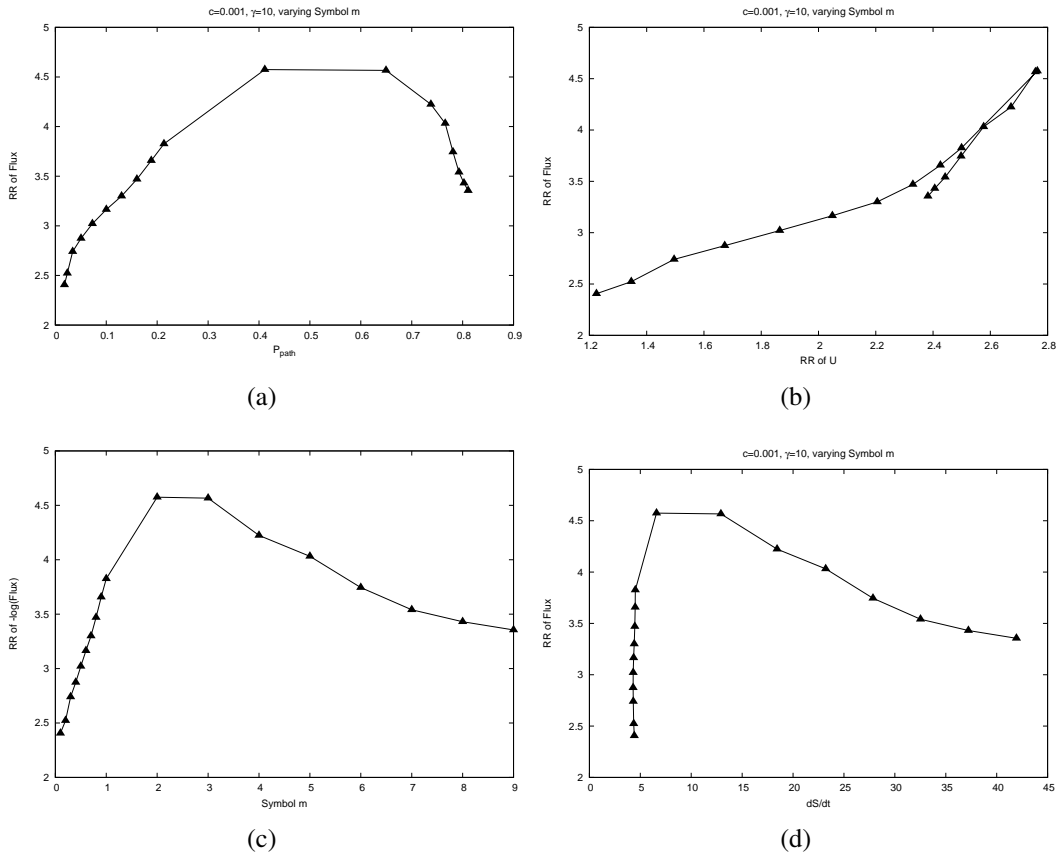 c=0.001, γ=10, varying Symbol m
5
4.5
4
3.5
3
2.5
2
RR of Flux
0 0.1 0.2 0.3 0.4 0.5 0.6 0.7 0.8 0.9
P_path
(a)
c=0.001, γ=10, varying Symbol m
5
4.5
4
3.5
3
2.5
2
RR of Flux
1.2 1.4 1.6 1.8 2 2.2 2.4 2.6 2.8
RR of U
(b)
5
4.5
4
3.5
3
2.5
2
RR of -log(Flux)
0 1 2 3 4 5 6 7 8 9
Symbol m
(c)
c=0.001, γ=10, varying Symbol m
5
4.5
4
3.5
3
2.5
2
RR of Flux
0 5 10 15 20 25 30 35 40 45
dS/dt
(d)